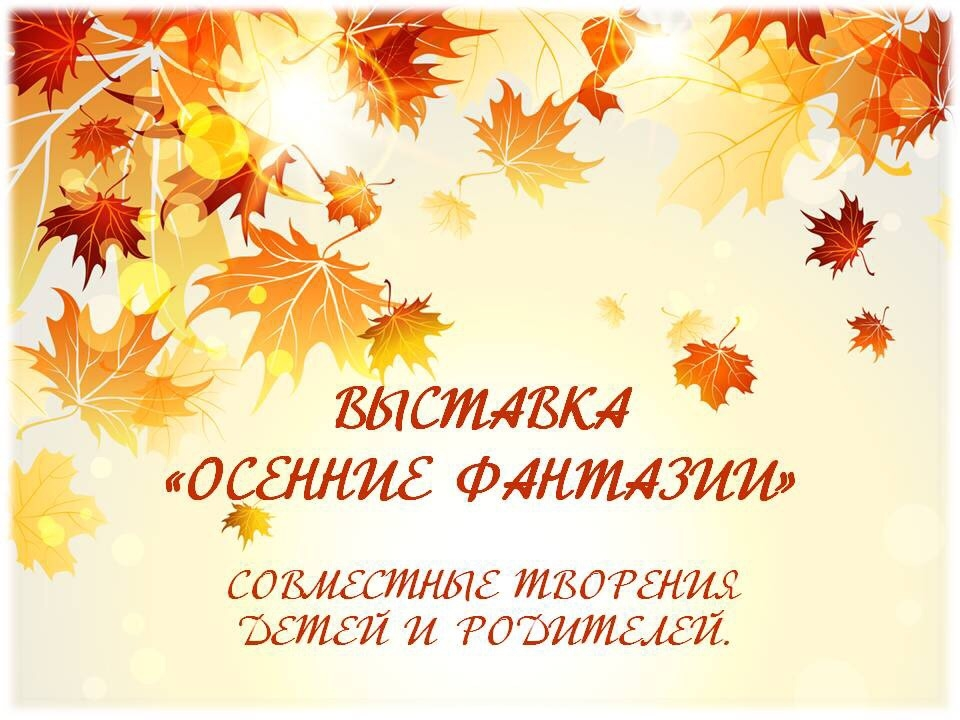 ВЫСТАВКА
«ОСЕННИЕ ФАНТАЗИИ»
СОВМЕСТНЫЕ ТВОРЕНИЯ
ДЕТЕЙ И РОДИТЕЛЕЙ.